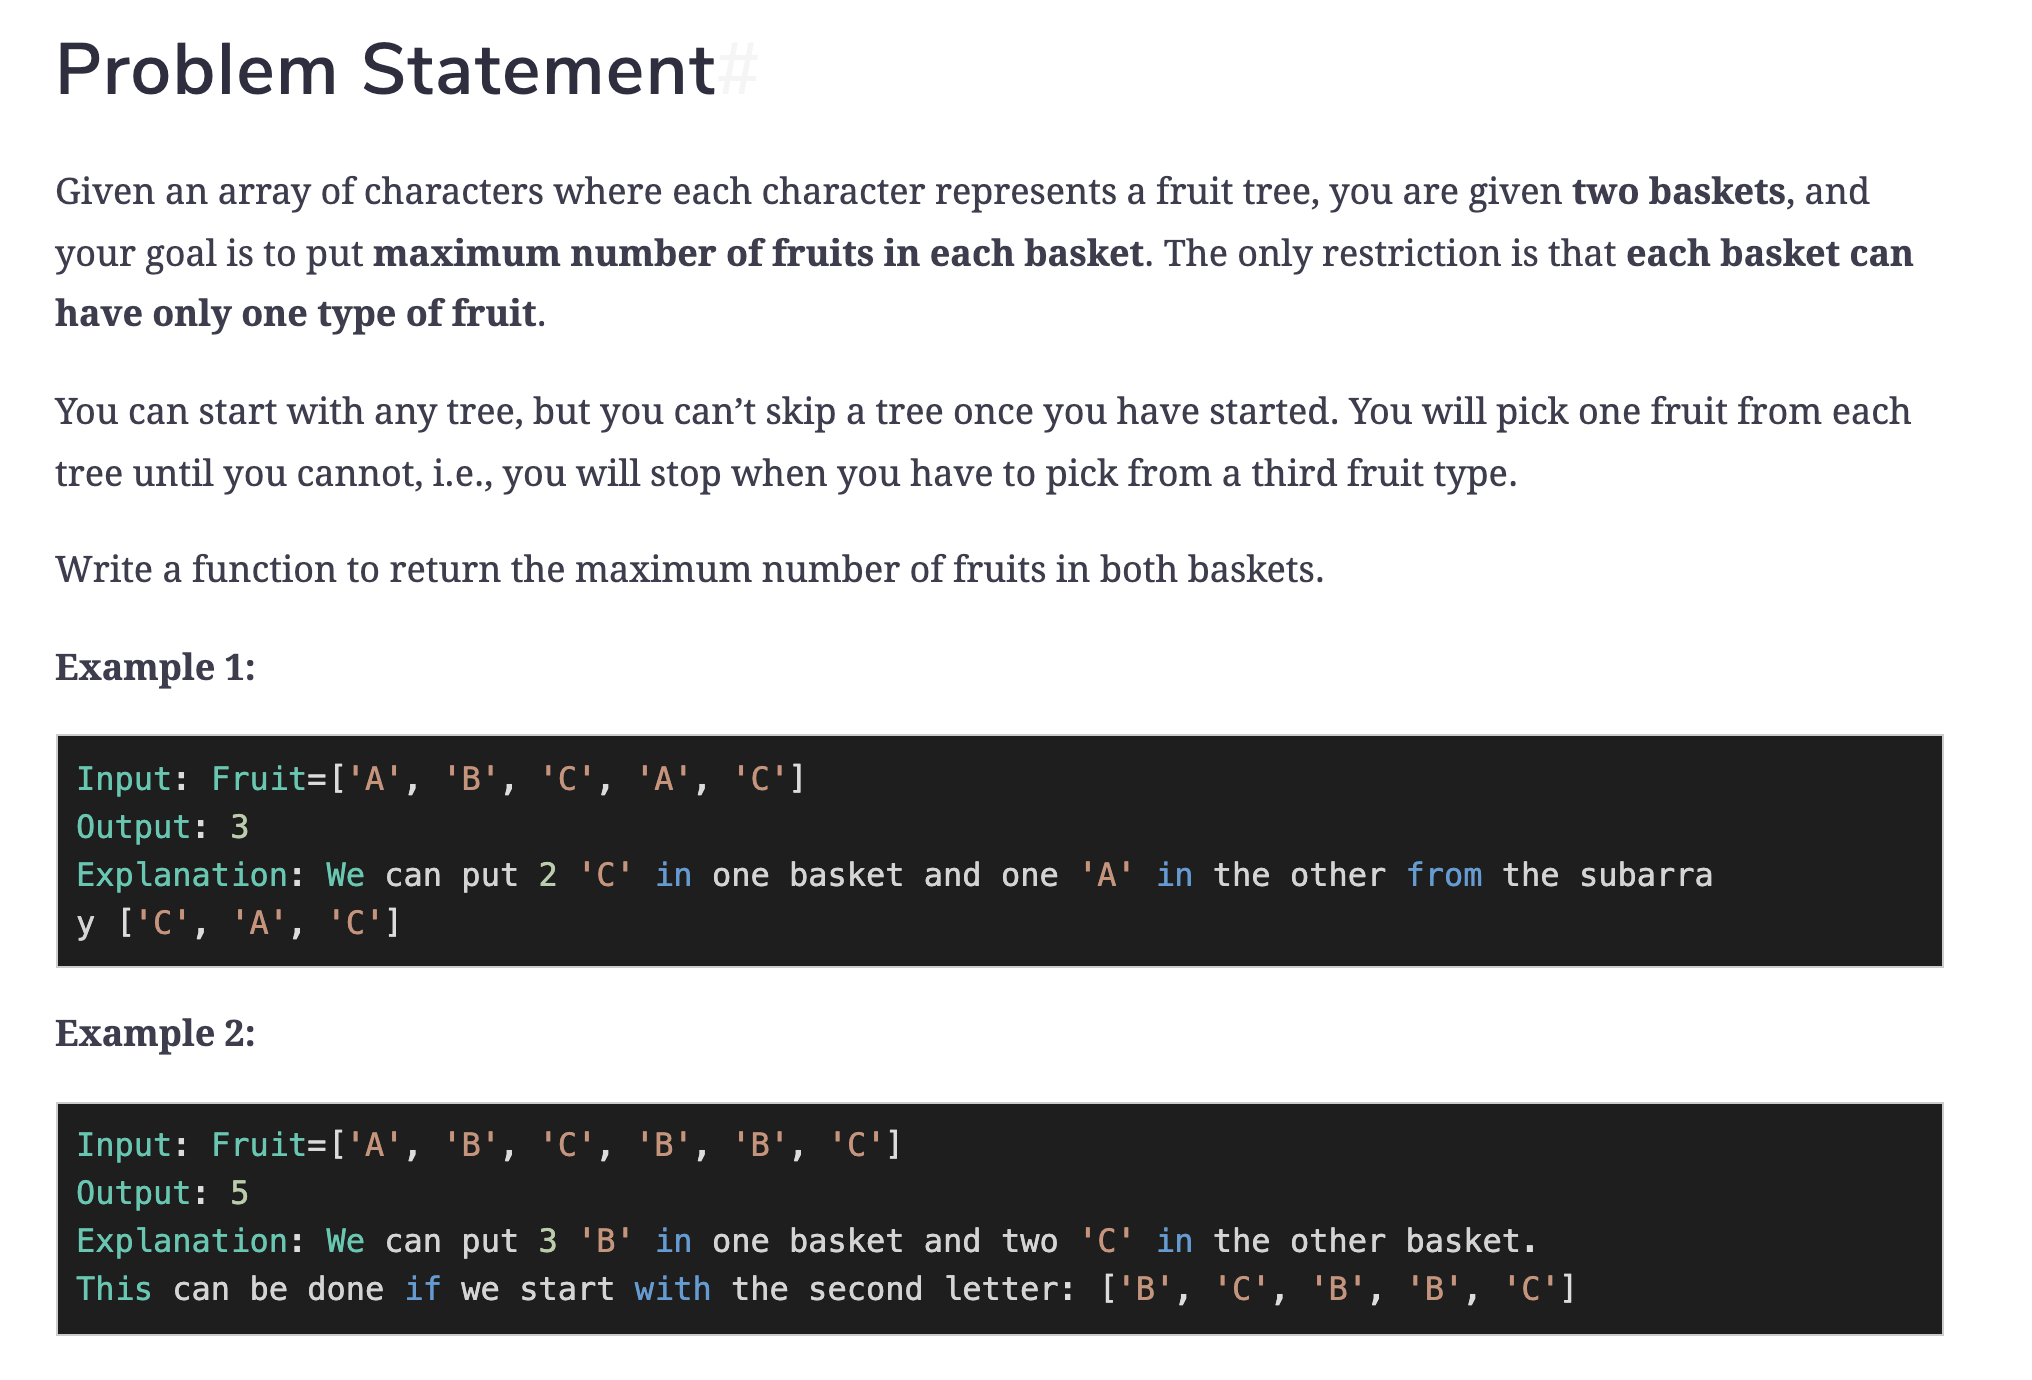 Problem Statement#
Given an array of characters where each character represents a fruit tree, you are given two baskets, and
your goal is to put maximum number of fruits in each basket. The only restriction is that each basket can
have only one type of fruit.
You can start with any tree, but you can’t skip a tree once you have started. You will pick one fruit from each
tree until you cannot, i.e., you will stop when you have to pick from a third fruit type.
Write a function to return the maximum number of fruits in both baskets.
Example 1:
Input: Fruit=['A', 'B', 'C', 'A', 'C']
Output: 3
Explanation: We can put 2 'C' in one basket and one 'A' in the other from the subarra
y ['C', 'A', 'C']
Example 2:
Input: Fruit=['A', 'B', 'C', 'B', 'B', 'C']
Output: 5
Explanation: We can put 3 'B' in one basket and two 'C' in the other basket.
This can be done if we start with the second letter: ['B', 'C', 'B', 'B', 'C']